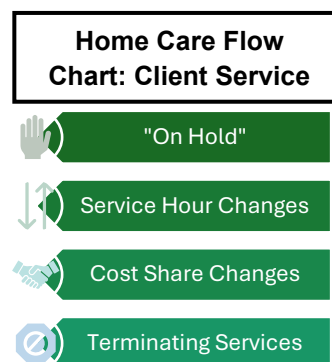 Home Care Flow
Chart: Client Service
"On Hold"
Service Hour Changes
Cost Share Changes
Terminating Services